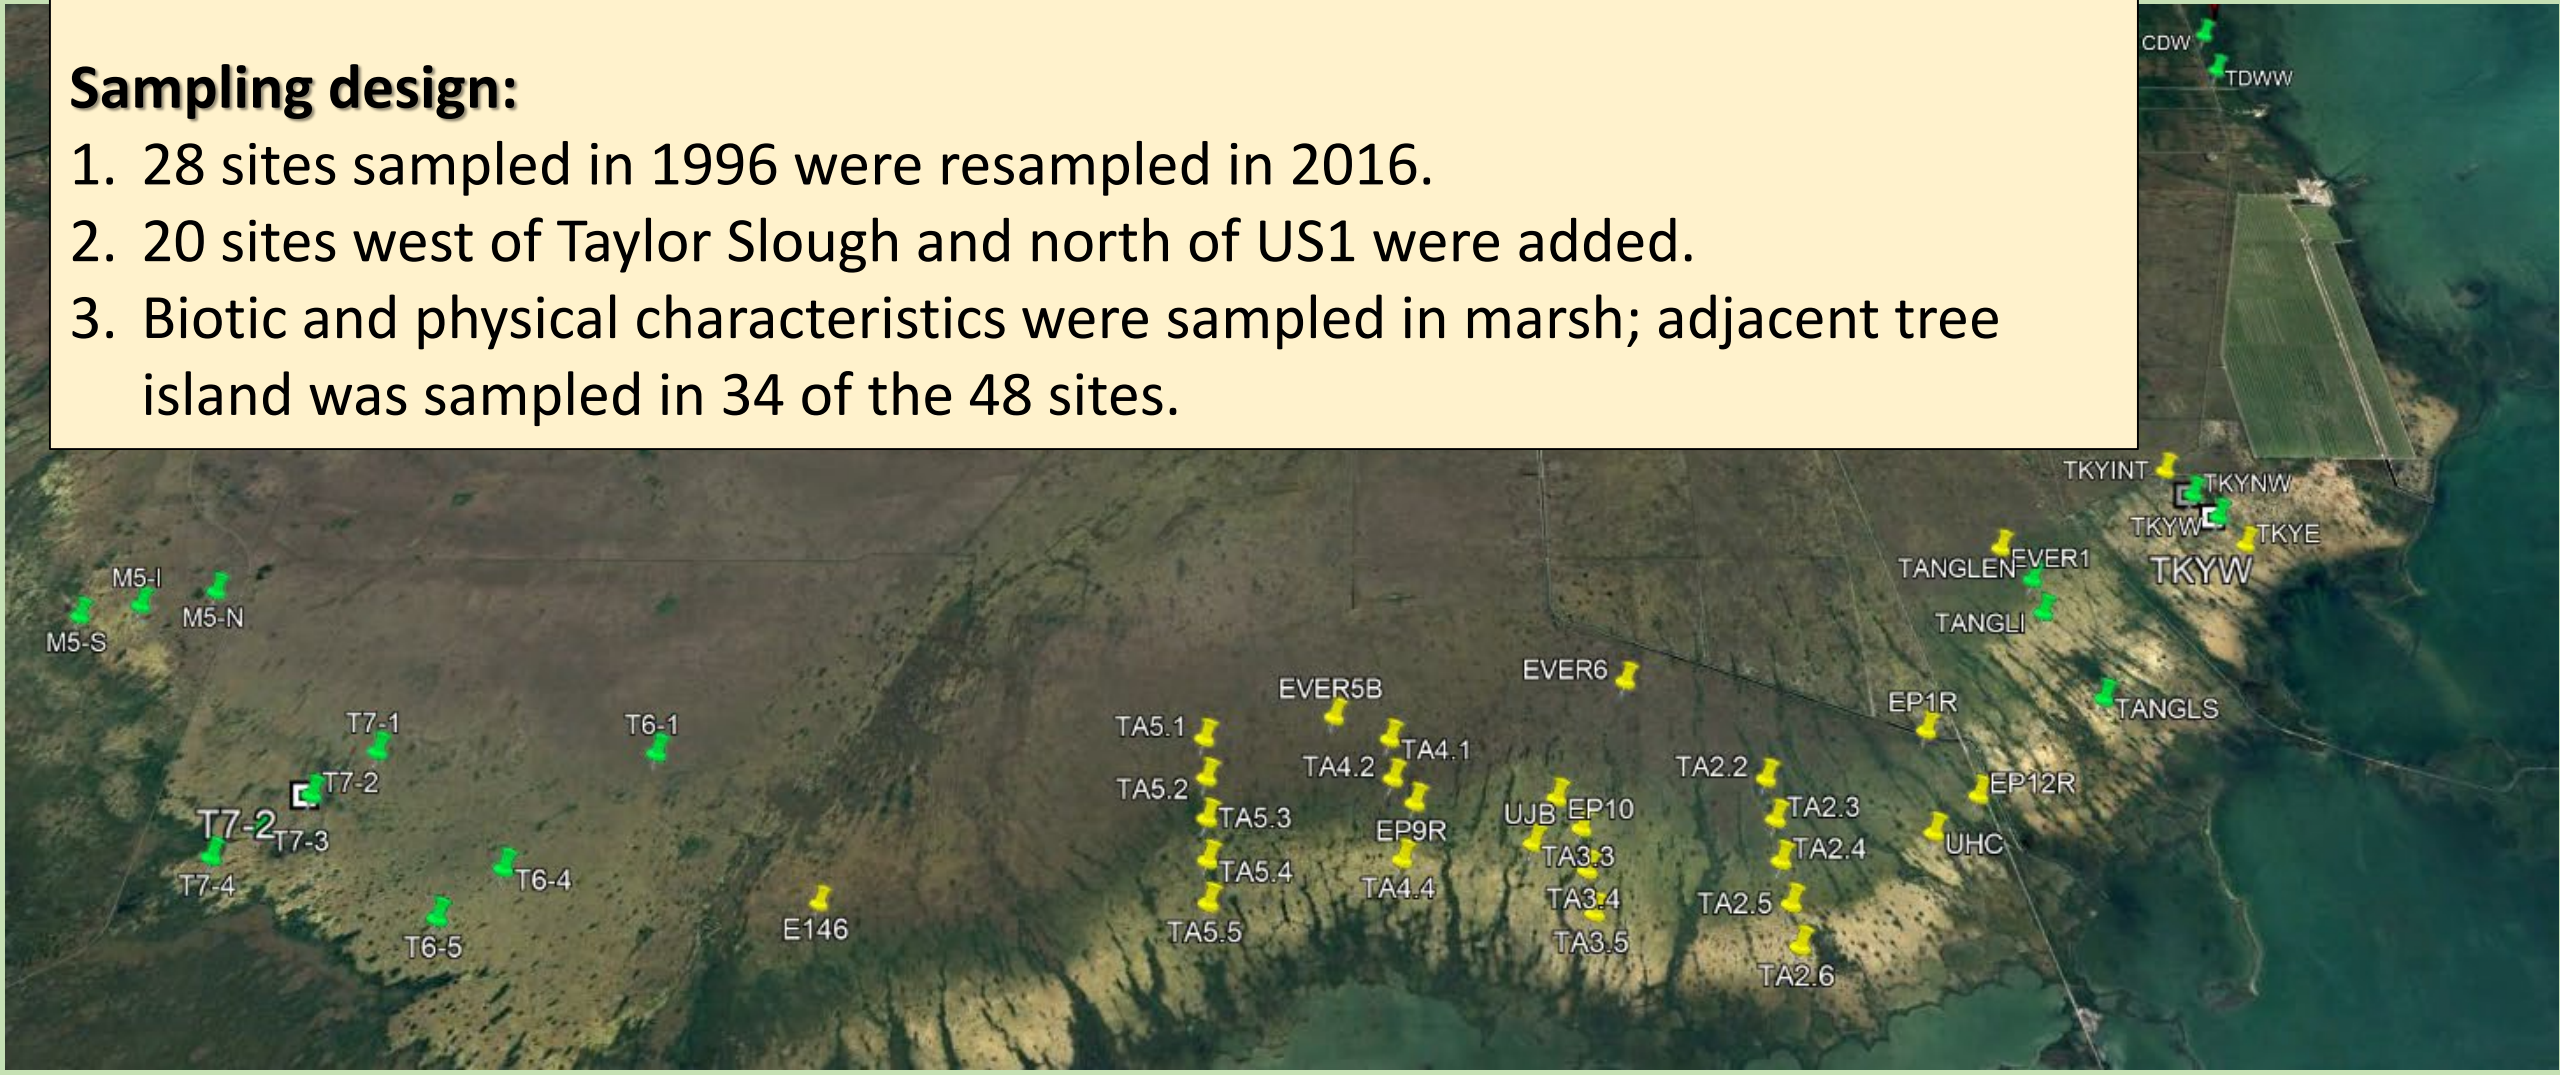 Sampling design:
1. 28 sites sampled in 1996 were resampled in 2016.
2. 20 sites west of Taylor Slough and north of US1 were added.
3. Biotic and physical characteristics were sampled in marsh; adjacent tree
island was sampled in 34 of the 48 sites.
CDW
TDWW
TKYINT
TKYNW
TKYW
TKYE
TKYW
TANGLEN
EVER1
TANGLI
TANGLS
M5-I
M5-N
M5-S
EVER6
EVER5B
EP1R
T7-1
T6-1
TA5.1
TA4.1
TA4.2
TA2.2
T7-2
TA5.2
EP12R
TA2.3
UJB
EP10
TA5.3
T7-2
T7-3
EP9R
UHC
TA2.4
TA3.3
TA5.4
T7-4
T6-4
TA4.4
TA3.4
TA2.5
E146
TA5.5
T6-5
TA3.5
TA2.6